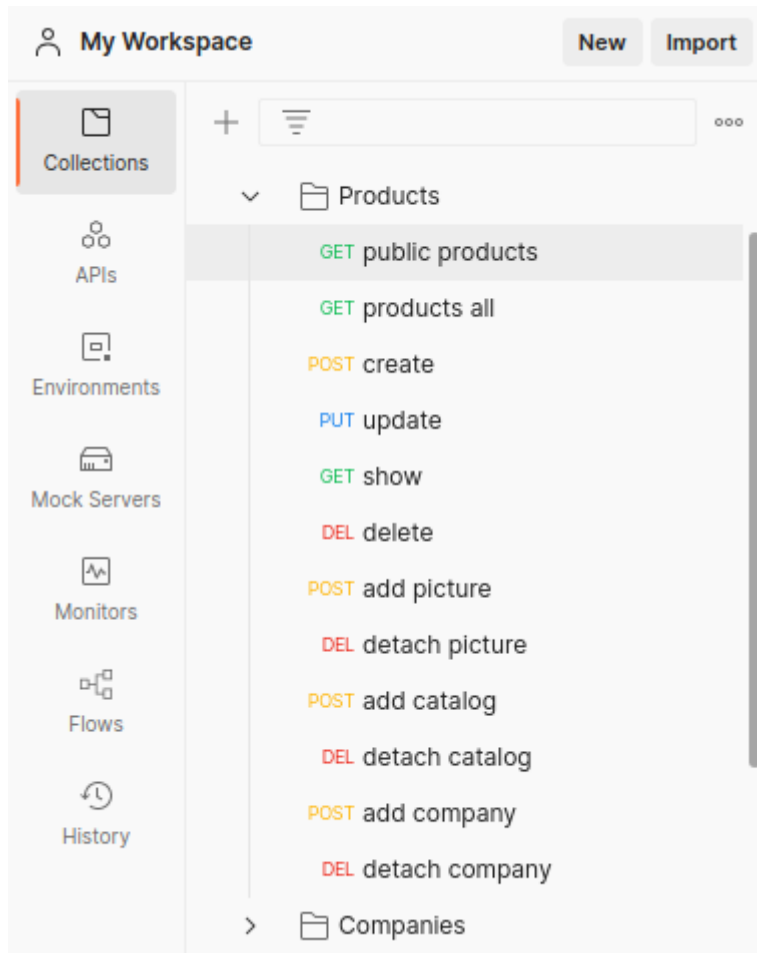 My Workspace
New
Import
Collections
APIs
Environments
Mock Servers
Monitors
Flows
History
Products
GET public products
GET products all
POST create
PUT update
GET show
DEL delete
POST add picture
DEL detach picture
POST add catalog
DEL detach catalog
POST add company
DEL detach company
Companies